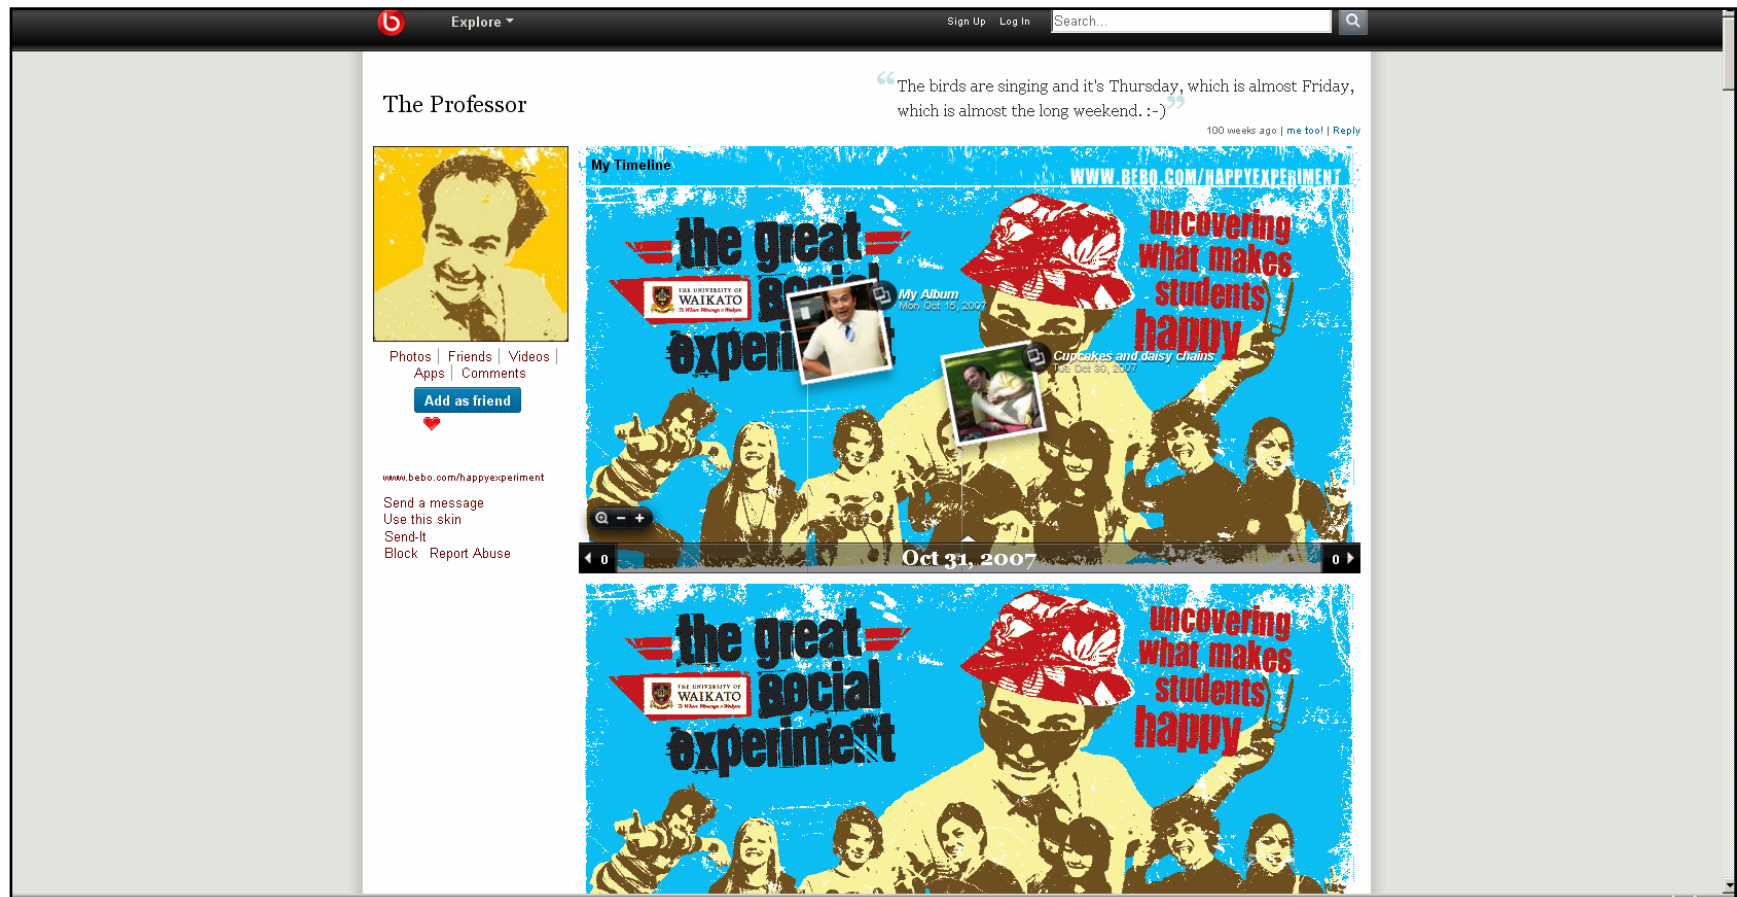 Explore
Sign Up Log In Search...
The Professor
“The birds are singing and it's Thursday, which is almost Friday,
which is almost the long weekend. :-)”
100 weeks ago | me too! | Reply
My Timeline
WWW.BEBO.COM/HAPPYEXPERIMENT
the great
social
experiment
THE UNIVERSITY OF
WAIKATO
uncovering
what makes
students
happy
My Album
Mon Oct 15, 2007
Cupcakes and daisy chains
Tue Oct 30, 2007
Photos | Friends | Videos |
Apps | Comments
Add as friend
www.bebo.com/happyexperiment
Send a message
Use this skin
Send-It
Block Report Abuse
0 Oct 31, 2007 0
the great
social
experiment
THE UNIVERSITY OF
WAIKATO
uncovering
what makes
students
happy